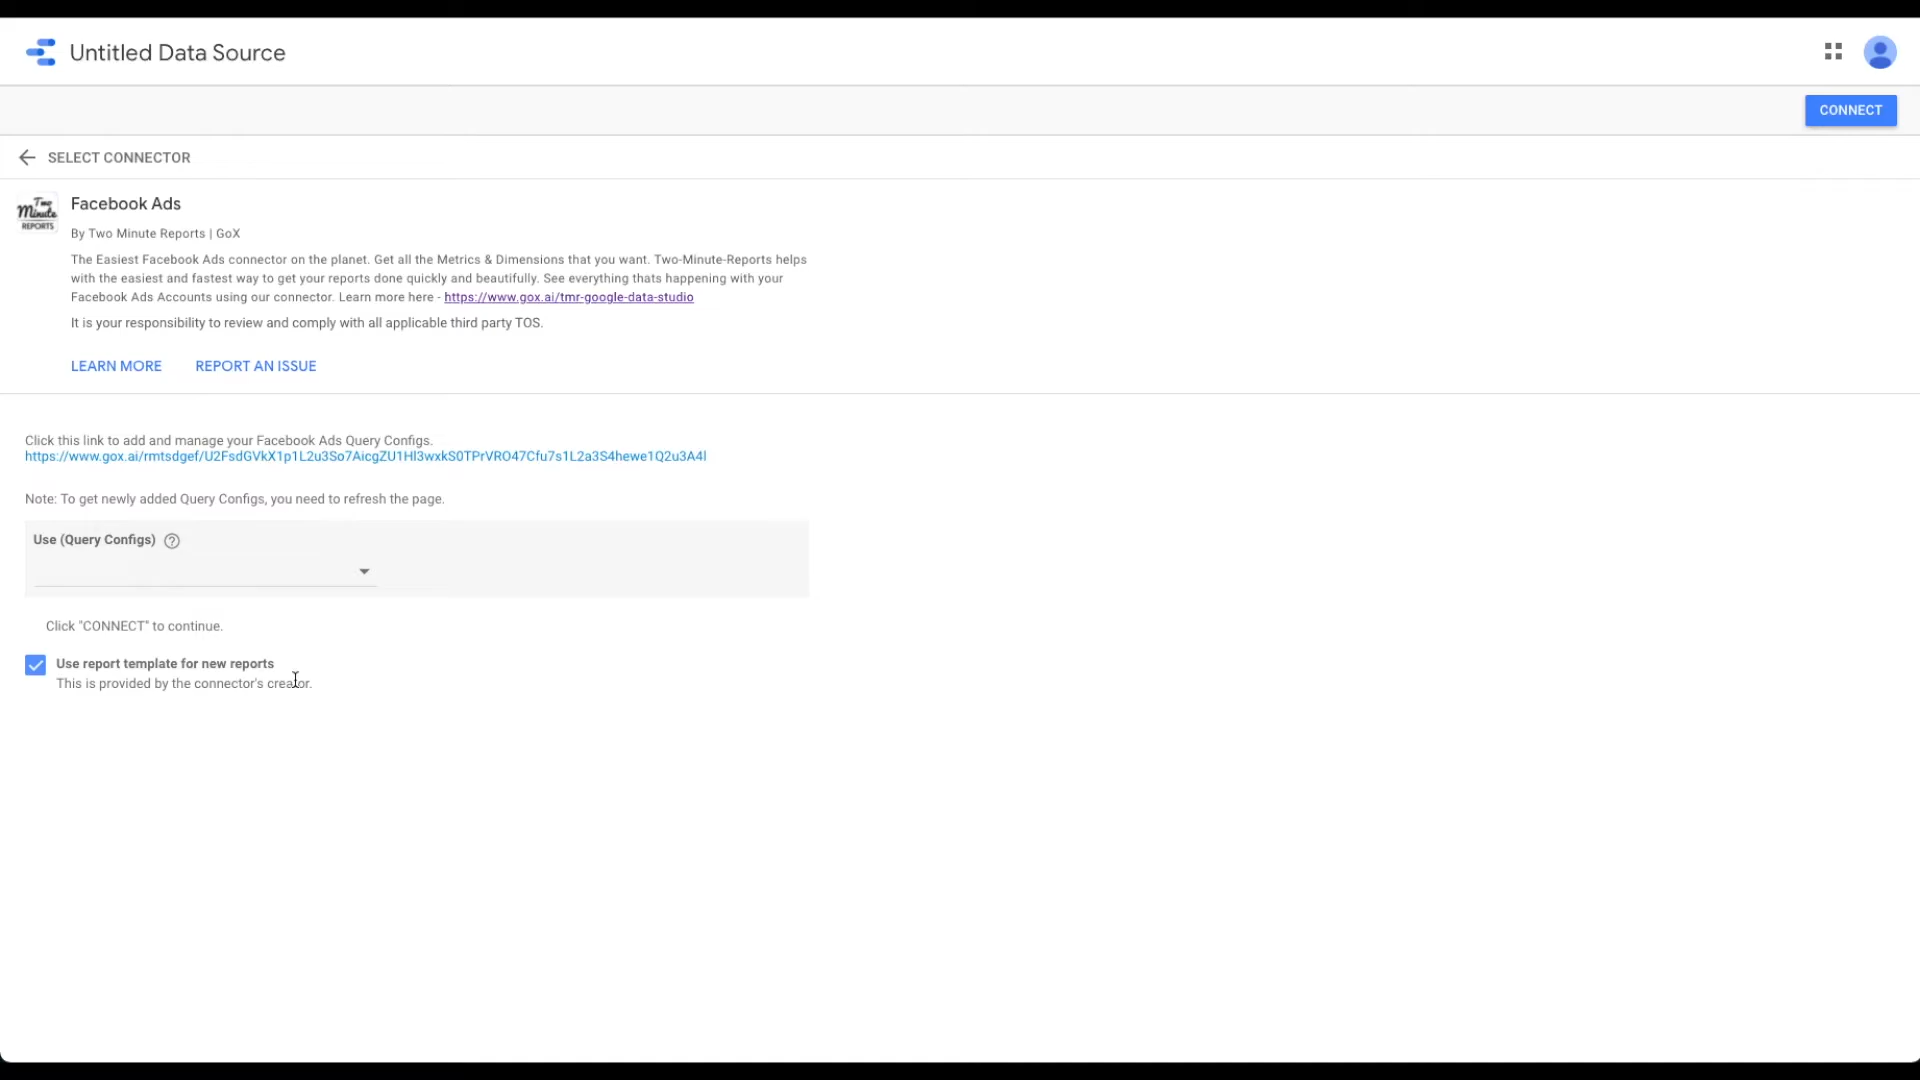 Untitled Data Source
CONNECT
SELECT CONNECTOR
Two
Minute
REPORTS
Facebook Ads
By Two Minute Reports | GoX
The Easiest Facebook Ads connector on the planet. Get all the Metrics & Dimensions that you want. Two-Minute-Reports helps
with the easiest and fastest way to get your reports done quickly and beautifully. See everything thats happening with your
Facebook Ads Accounts using our connector. Learn more here - https://www.gox.ai/tmr-google-data-studio
It is your responsibility to review and comply with all applicable third party TOS.
LEARN MORE REPORT AN ISSUE
Click this link to add and manage your Facebook Ads Query Configs.
https://www.gox.ai/rmtsdgef/U2FsdGVkX1p1L2u3So7AicgZU1Hl3wxkS0TPrVRO47Cfu7s1L2a3S4hewe1Q2u3A4l
Note: To get newly added Query Configs, you need to refresh the page.
Use (Query Configs) ?
Click "CONNECT" to continue.
Use report template for new reports
This is provided by the connector's creator.